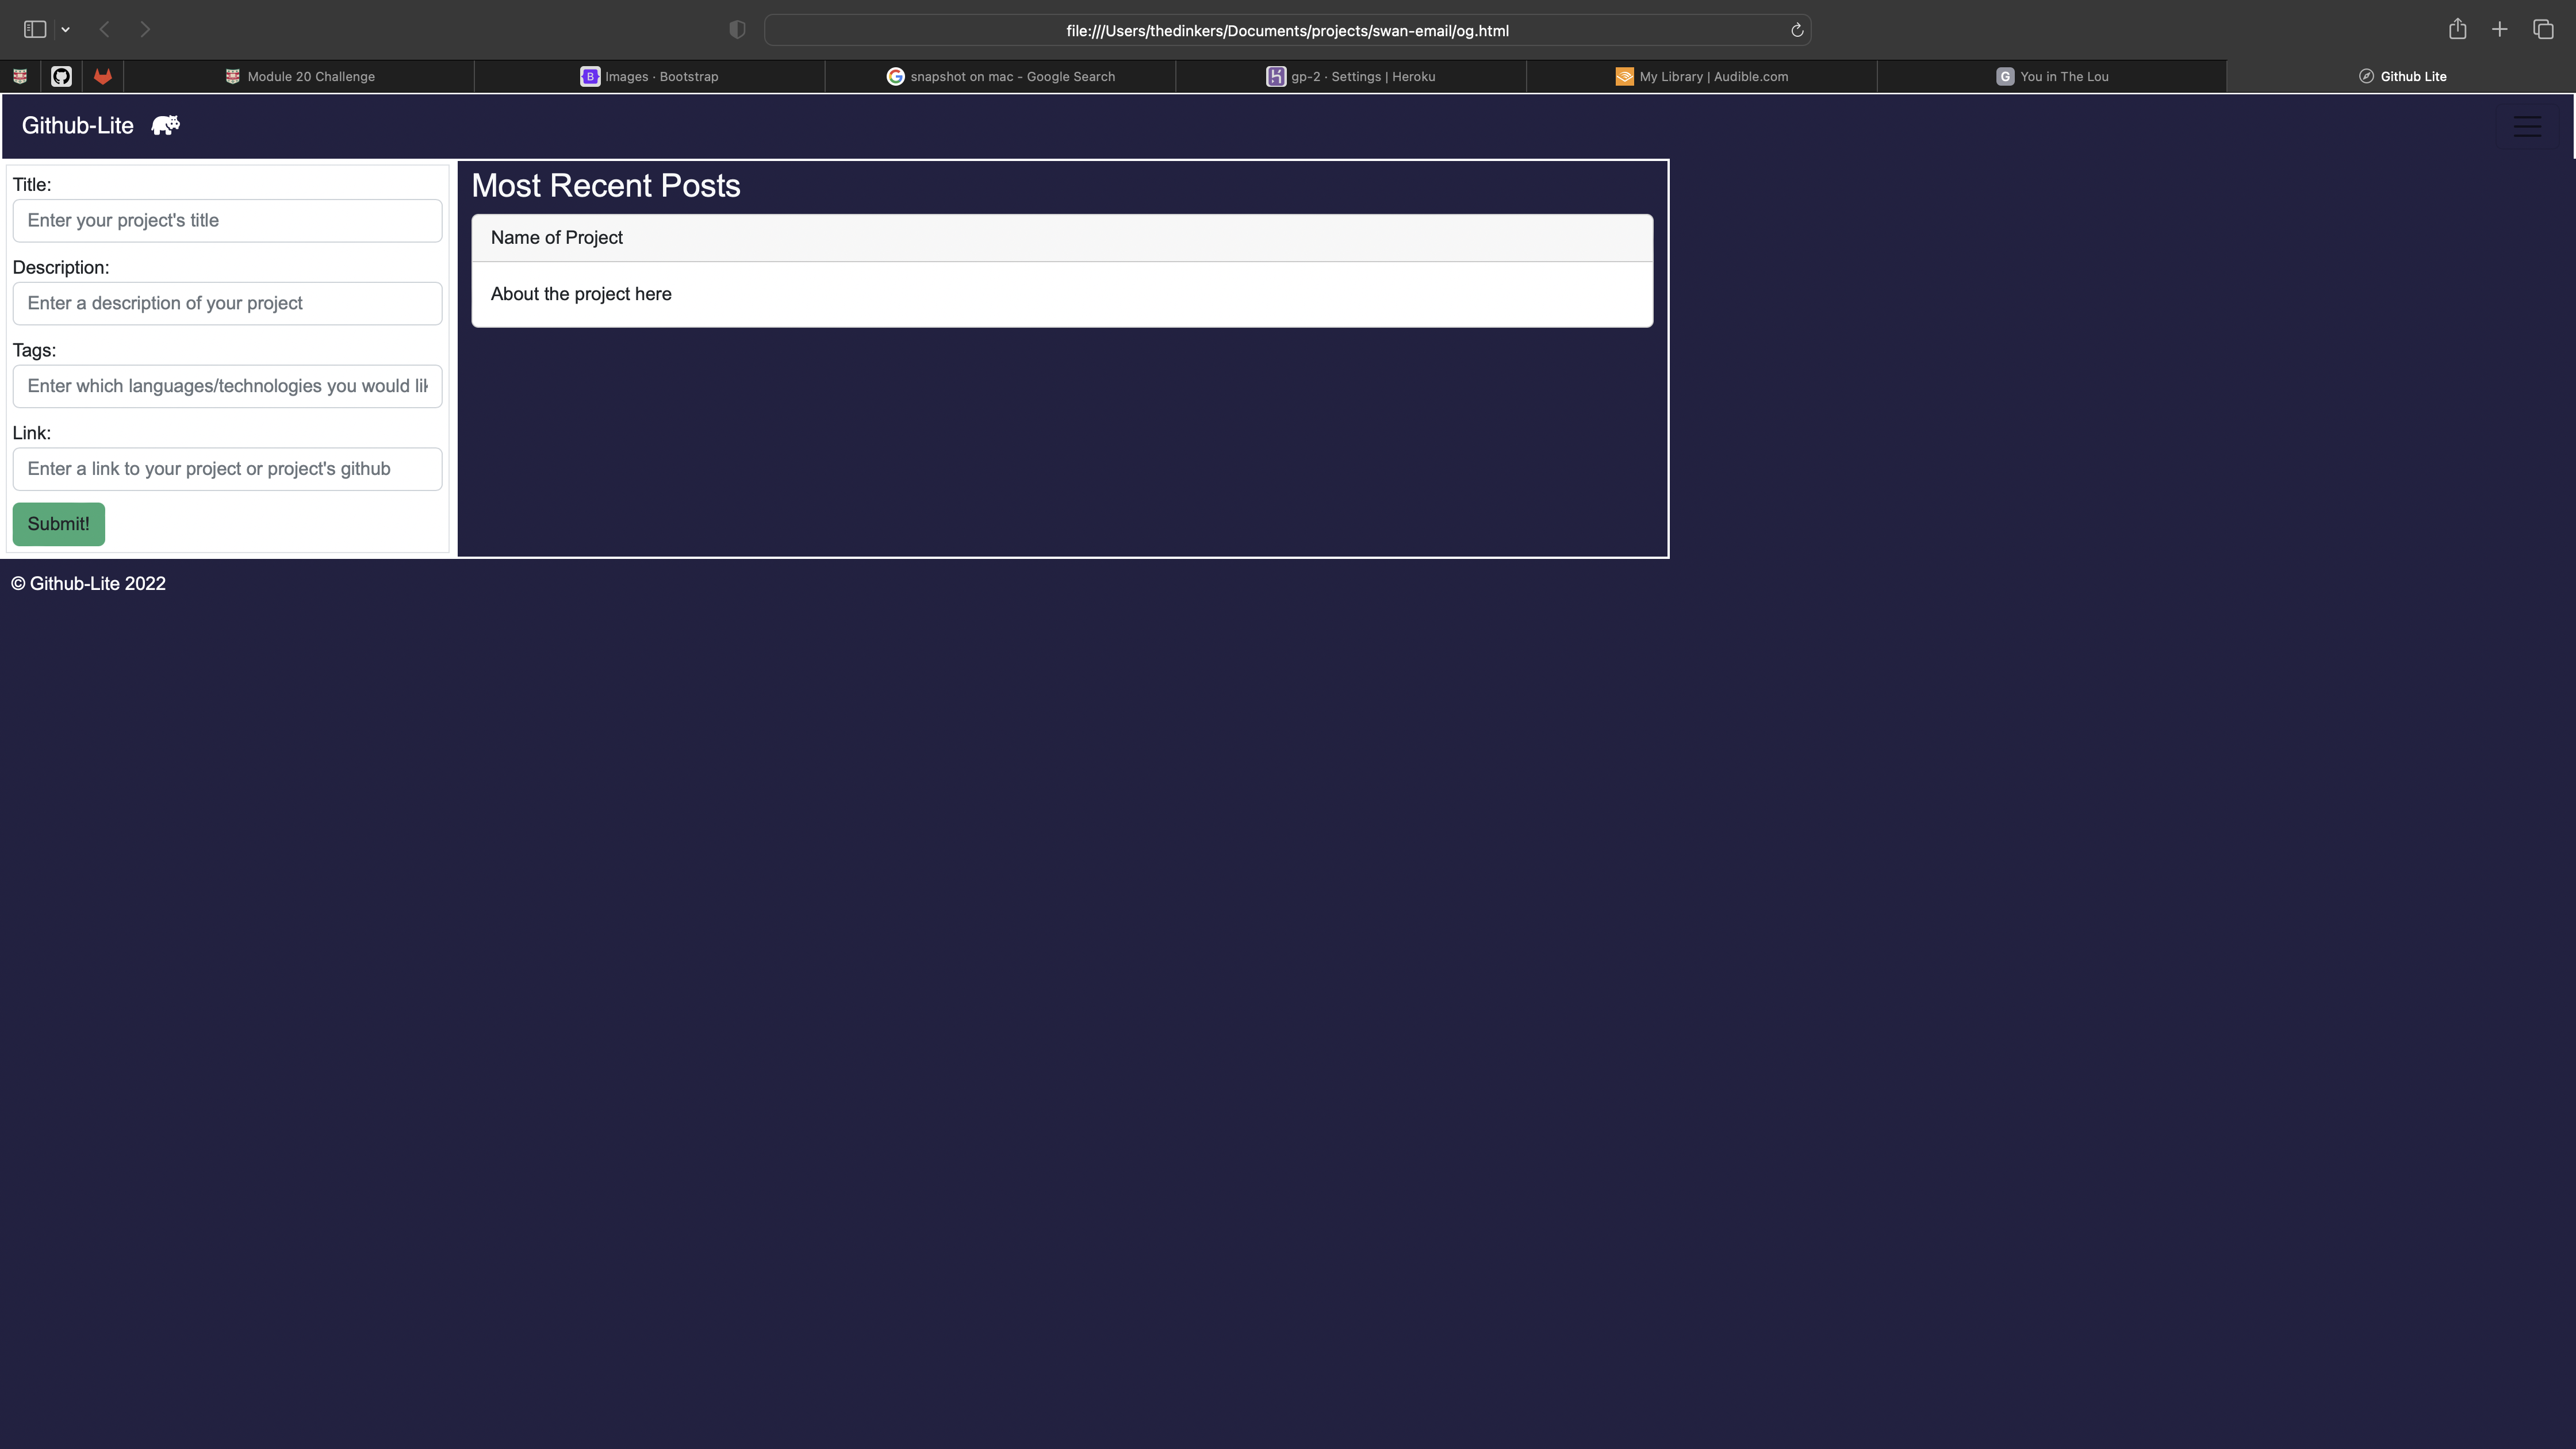 file:///Users/thedinkers/Documents/projects/swan-email/og.html
Module 20 Challenge
B Images · Bootstrap
snapshot on mac - Google Search
gp-2 · Settings | Heroku
My Library | Audible.com
G You in The Lou
Github Lite
Github-Lite
Title:
Enter your project's title
Description:
Enter a description of your project
Tags:
Enter which languages/technologies you would lik
Link:
Enter a link to your project or project's github
Submit!
Most Recent Posts
Name of Project
About the project here
© Github-Lite 2022